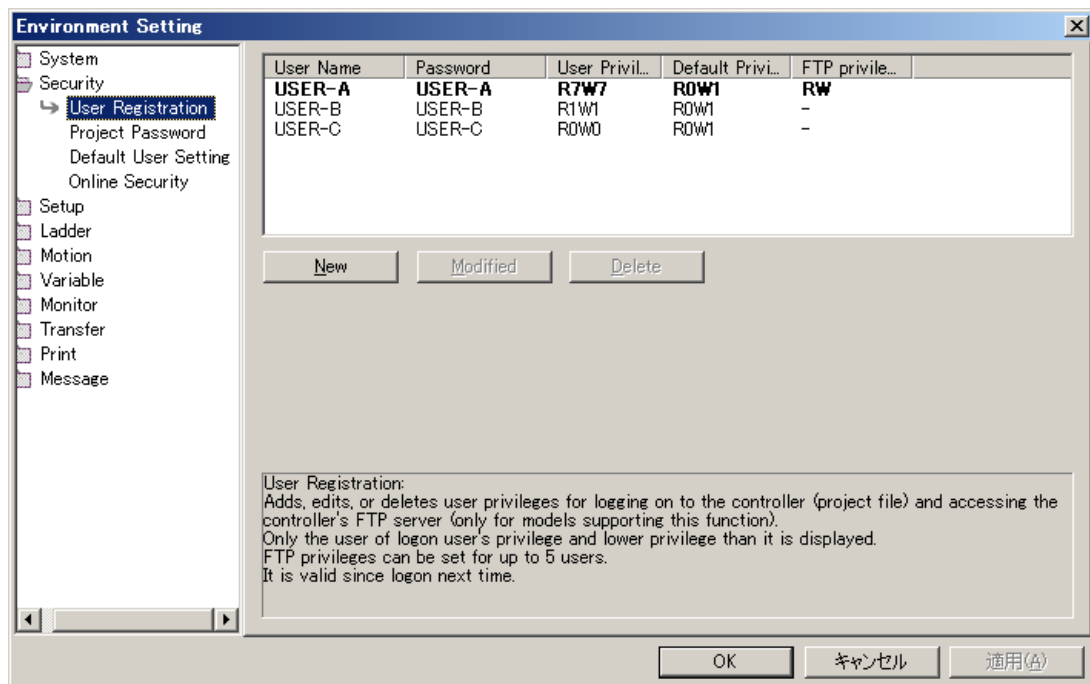 Environment Setting
System
Security
User Registration
Project Password
Default User Setting
Online Security
Setup
Ladder
Motion
Variable
Monitor
Transfer
Print
Message
User Name Password User Privil... Default Privi... FTP privile...
USER-A USER-A R7W7 R0W1 RW
USER-B USER-B R1W1 R0W1 -
USER-C USER-C R0W0 R0W1 -
New Modified Delete
User Registration:
Adds, edits, or deletes user privileges for logging on to the controller (project file) and accessing the
controller's FTP server (only for models supporting this function).
Only the user of logon user's privilege and lower privilege than it is displayed.
FTP privileges can be set for up to 5 users.
It is valid since logon next time.
OK キャンセル 適用(A)